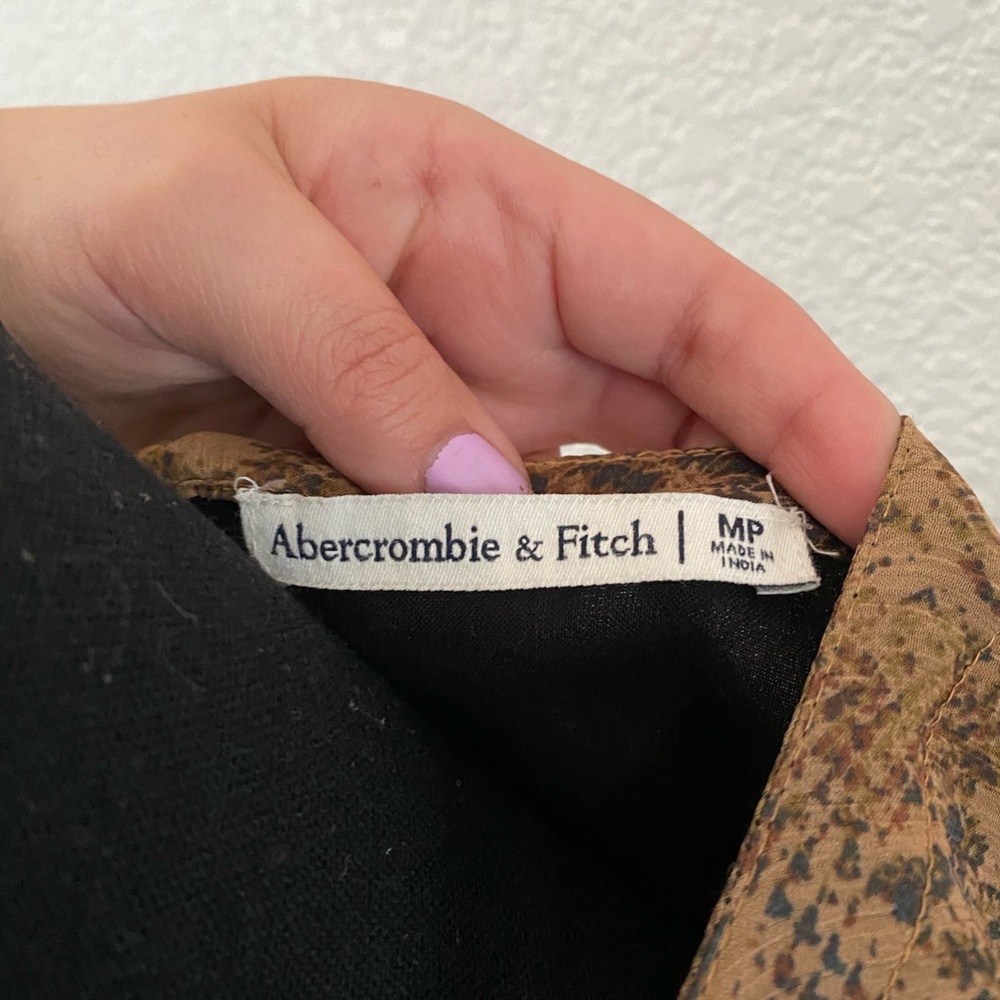 Abercrombie & Fitch | MP
MADE IN
INDIA